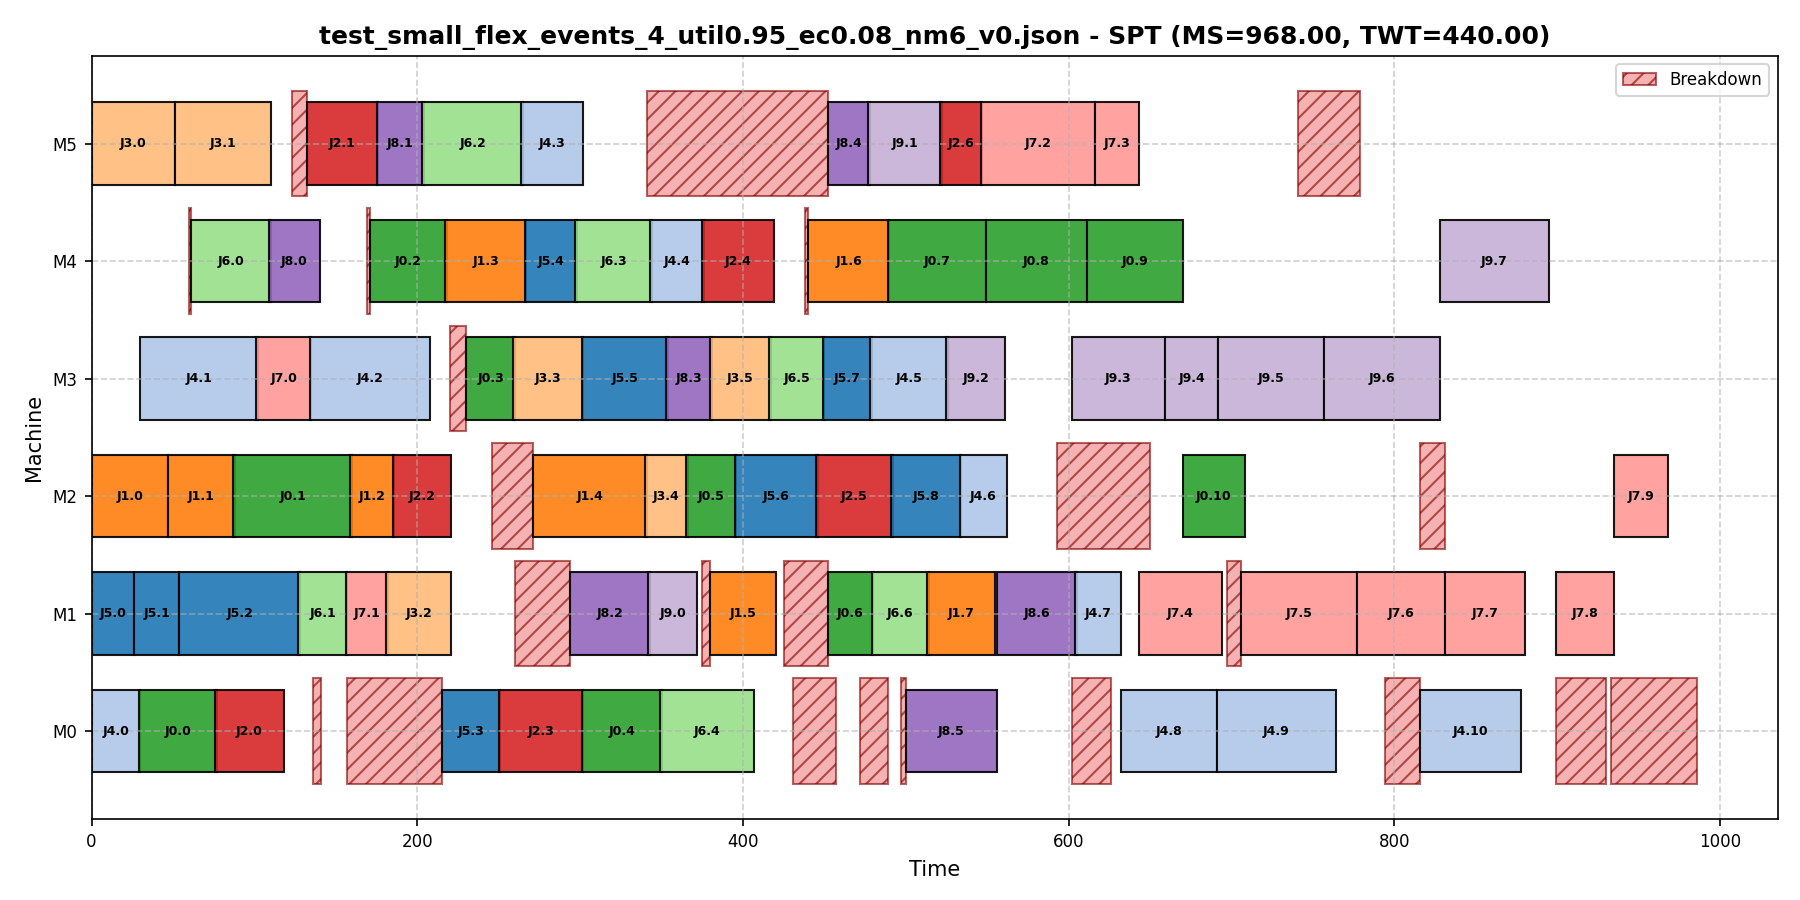 test_small_flex_events_4_util0.95_ec0.08_nm6_v0.json - SPT (MS=968.00, TWT=440.00)
Breakdown
M5 J3.0 J3.1 J2.1 J8.1 J6.2 J4.3 J8.4 J9.1 J2.6 J7.2 J7.3
M4 J6.0 J8.0 J0.2 J1.3 J5.4 J6.3 J4.4 J2.4 J1.6 J0.7 J0.8 J0.9 J9.7
M3 J4.1 J7.0 J4.2 J0.3 J3.3 J5.5 J8.3 J3.5 J6.5 J5.7 J4.5 J9.2 J9.3 J9.4 J9.5 J9.6
M2 J1.0 J1.1 J0.1 J1.2 J2.2 J1.4 J3.4 J0.5 J5.6 J2.5 J5.8 J4.6 J0.10 J7.9
M1 J5.0 J5.1 J5.2 J6.1 J7.1 J3.2 J8.2 J9.0 J1.5 J0.6 J6.6 J1.7 J8.6 J4.7 J7.4 J7.5 J7.6 J7.7 J7.8
M0 J4.0 J0.0 J2.0 J5.3 J2.3 J0.4 J6.4 J8.5 J4.8 J4.9 J4.10
Machine
0 200 400 600 800 1000
Time